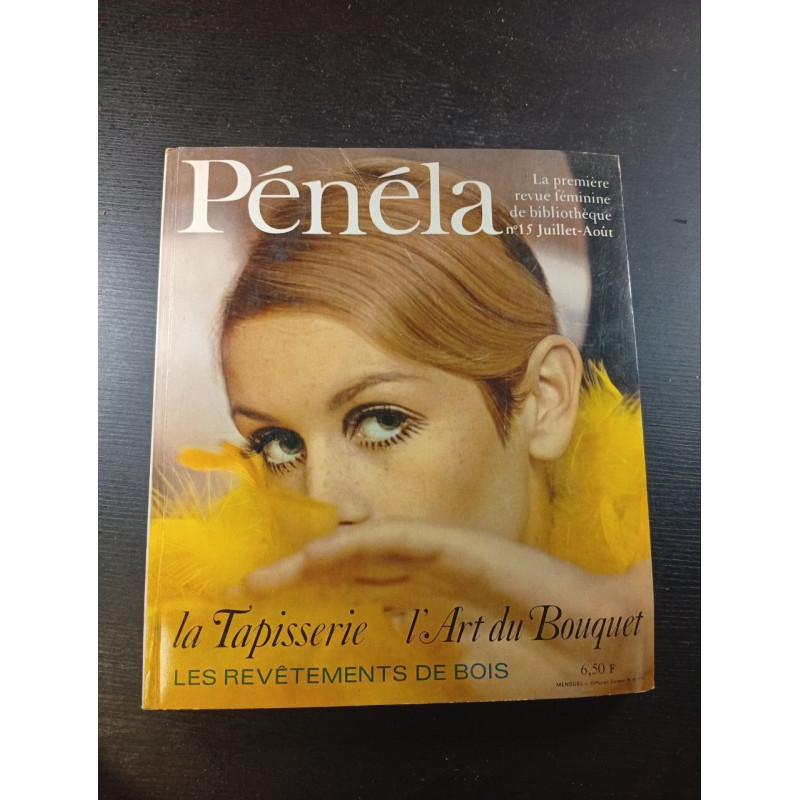 Pénéla
La première
revue féminine
de bibliothèque
n°15 Juillet-Août
la Tapisserie l'Art du Bouquet
LES REVÊTEMENTS DE BOIS
6,50 F
MENSUEL